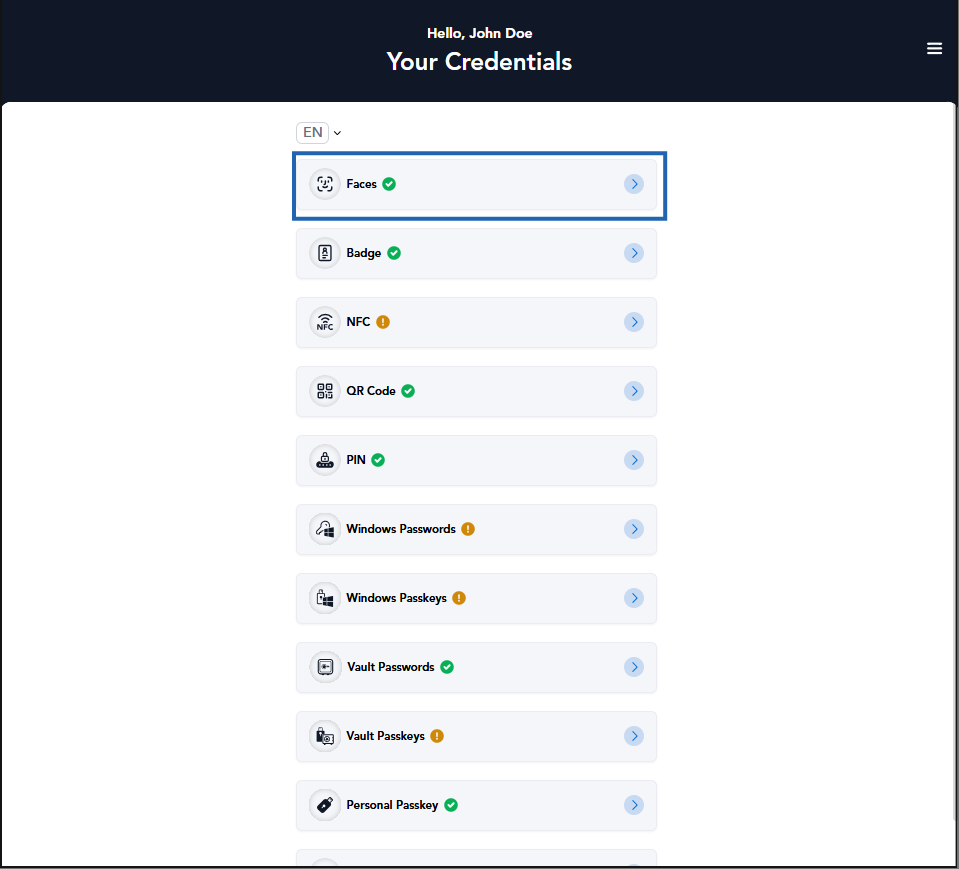 Hello, John Doe
Your Credentials
EN
Faces
Badge
NFC
NFC
QR Code
PIN
Windows Passwords
Windows Passkeys
Vault Passwords
Vault Passkeys
Personal Passkey